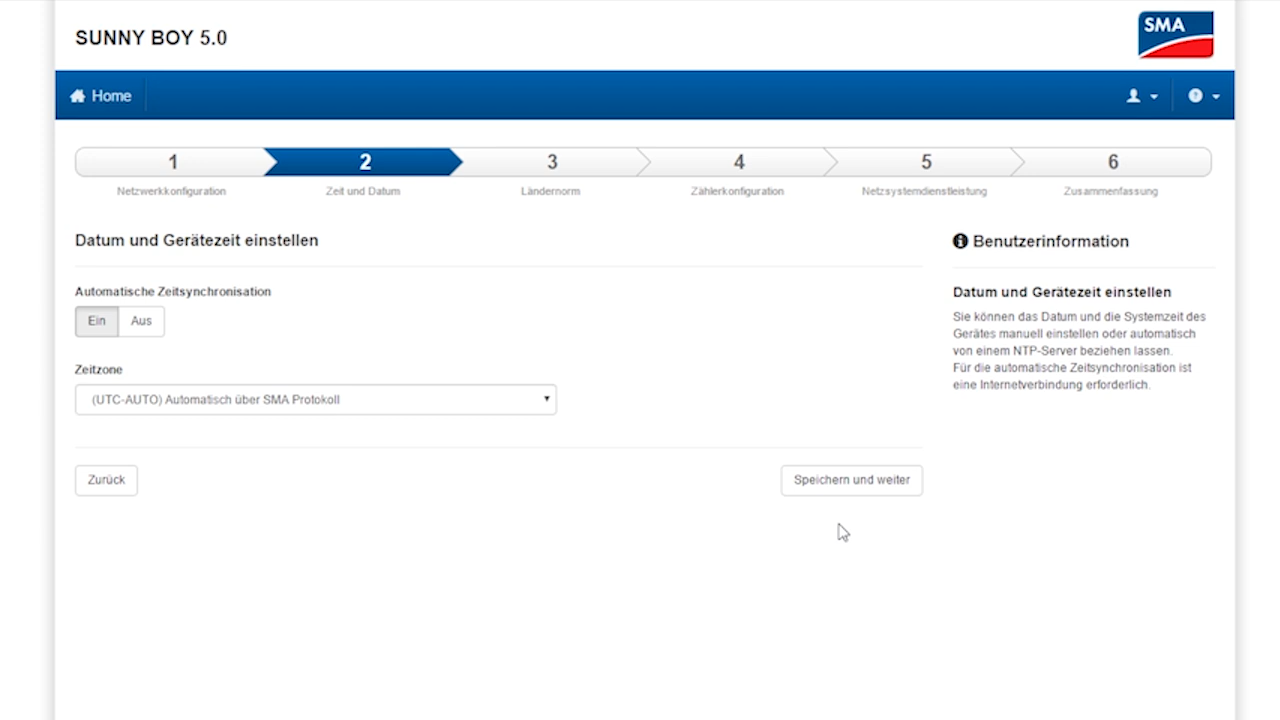 SUNNY BOY 5.0
SMA
Home
1
2
3
4
5
6
Netzwerkkonfiguration
Zeit und Datum
Ländernorm
Zählerkonfiguration
Netzsystemdienstleistung
Zusammenfassung
Datum und Gerätezeit einstellen
Automatische Zeitsynchronisation
Ein
Aus
Zeitzone
(UTC-AUTO) Automatisch über SMA Protokoll
Zurück
Speichern und weiter
Benutzerinformation
Datum und Gerätezeit einstellen
Sie können das Datum und die Systemzeit des
Gerätes manuell einstellen oder automatisch
von einem NTP-Server beziehen lassen.
Für die automatische Zeitsynchronisation ist
eine Internetverbindung erforderlich.